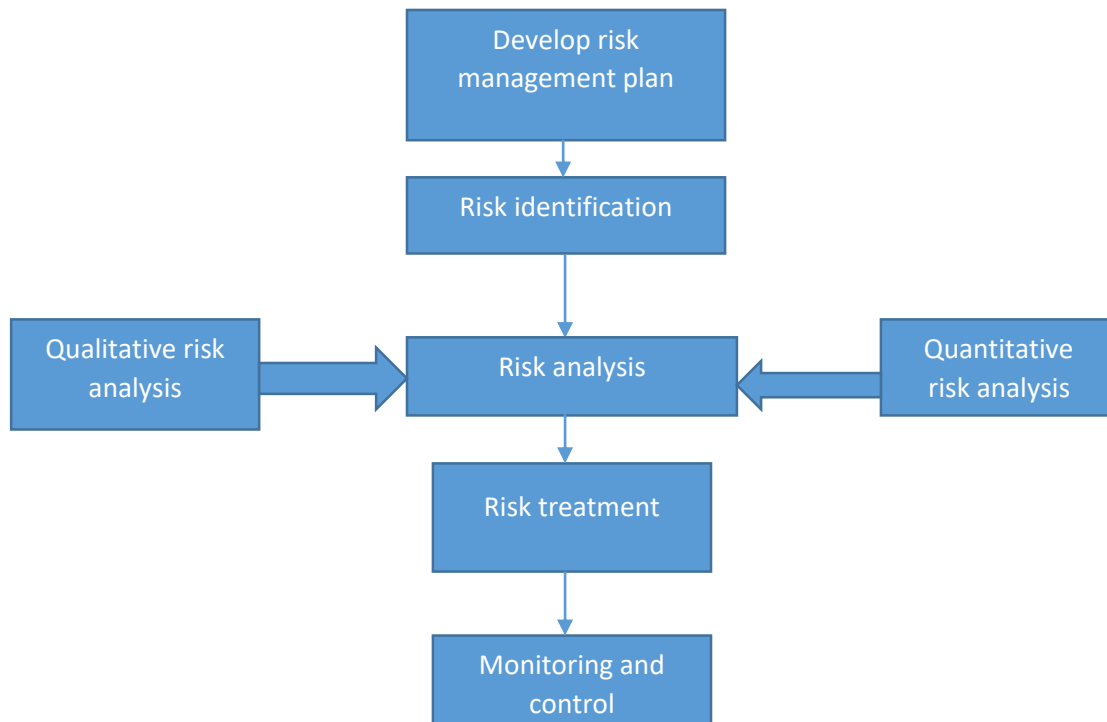 Develop risk
management plan
Risk identification
Qualitative risk
analysis
Risk analysis
Quantitative
risk analysis
Risk treatment
Monitoring and
control